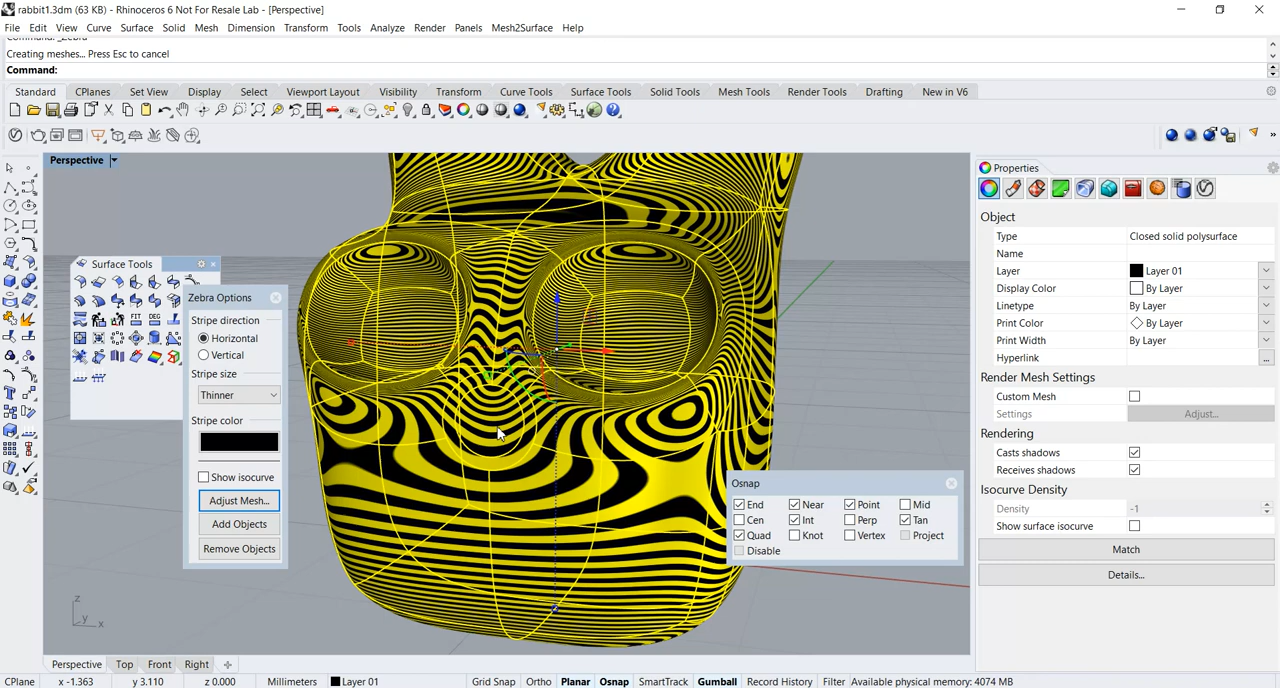 rabbit1.3dm (63 KB) - Rhinoceros 6 Not For Resale Lab - [Perspective]
File Edit View Curve Surface Solid Mesh Dimension Transform Tools Analyze Render Panels Mesh2Surface Help
Creating meshes... Press Esc to cancel
Command:
Standard CPlanes Set View Display Select Viewport Layout Visibility Transform Curve Tools Surface Tools Solid Tools Mesh Tools Render Tools Drafting New in V6
Perspective
Surface Tools
FIT DEG
Zebra Options
Stripe direction
Horizontal
Vertical
Stripe size
Thinner
Stripe color
Show isocurve
Adjust Mesh...
Add Objects
Remove Objects
Osnap
End Near Point Mid
Cen Int Perp Tan
Quad Knot Vertex Project
Disable
Properties
Object
Type Closed solid polysurface
Name
Layer Layer 01
Display Color By Layer
Linetype By Layer
Print Color By Layer
Print Width By Layer
Hyperlink ...
Render Mesh Settings
Custom Mesh
Settings Adjust...
Rendering
Casts shadows
Receives shadows
Isocurve Density
Density -1
Show surface isocurve
Match
Details...
z
y x
Perspective Top Front Right
CPlane x -1.363 y 3.110 z 0.000 Millimeters Layer 01 Grid Snap Ortho Planar Osnap SmartTrack Gumball Record History Filter Available physical memory: 4074 MB